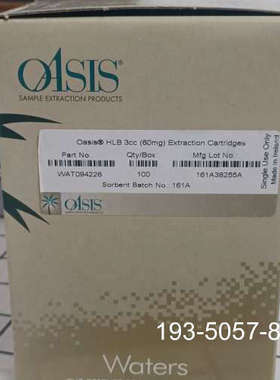 OASIS®
SAMPLE EXTRACTION PRODUCTS
Oasis® HLB 3cc (60mg) Extraction Cartridges
Part No. Qty/Box: Mfg Lot No.
WAT094226 100 161A38255A
Sorbent Batch No.: 161A
Single Use Only
Made in Ireland
OASIS
193-5057-8
Waters